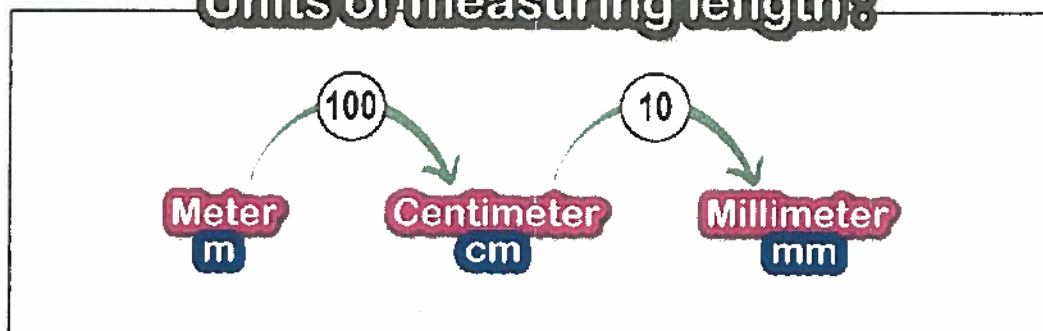 Units of measuring length :
100 10
Meter Centimeter Millimeter
m cm mm